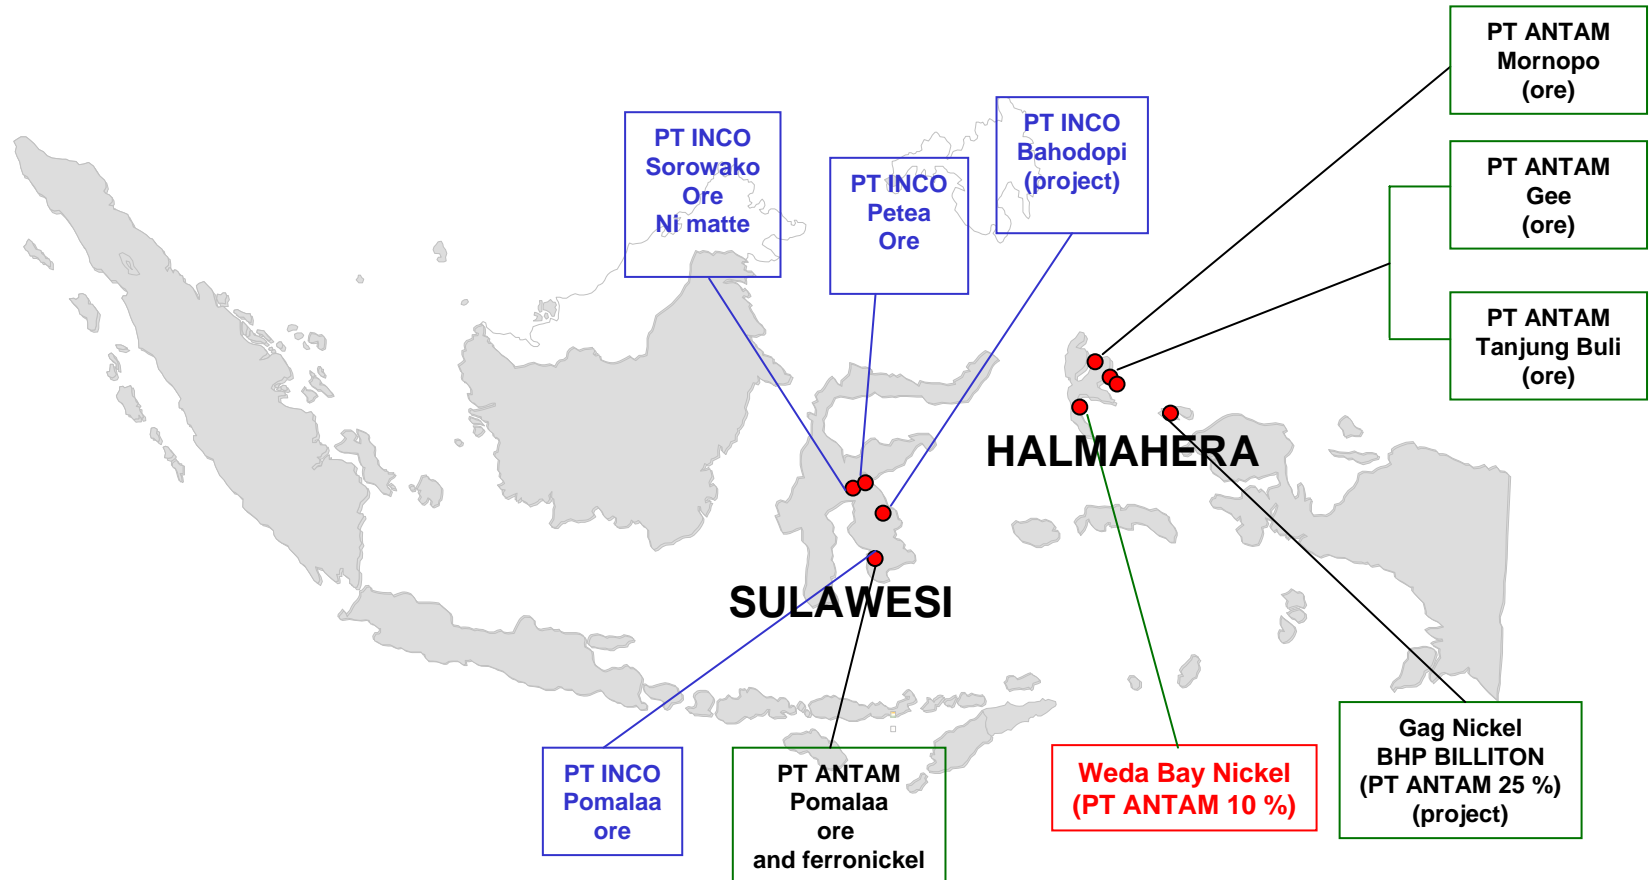 PT ANTAM
Mornopo
(ore)
PT INCO
Sorowako
Ore
Ni matte
PT INCO
Petea
Ore
PT INCO
Bahodopi
(project)
PT ANTAM
Gee
(ore)
PT ANTAM
Tanjung Buli
(ore)
HALMAHERA
SULAWESI
PT INCO
Pomalaa
ore
PT ANTAM
Pomalaa
ore
and ferronickel
Weda Bay Nickel
(PT ANTAM 10 %)
Gag Nickel
BHP BILLITON
(PT ANTAM 25 %)
(project)